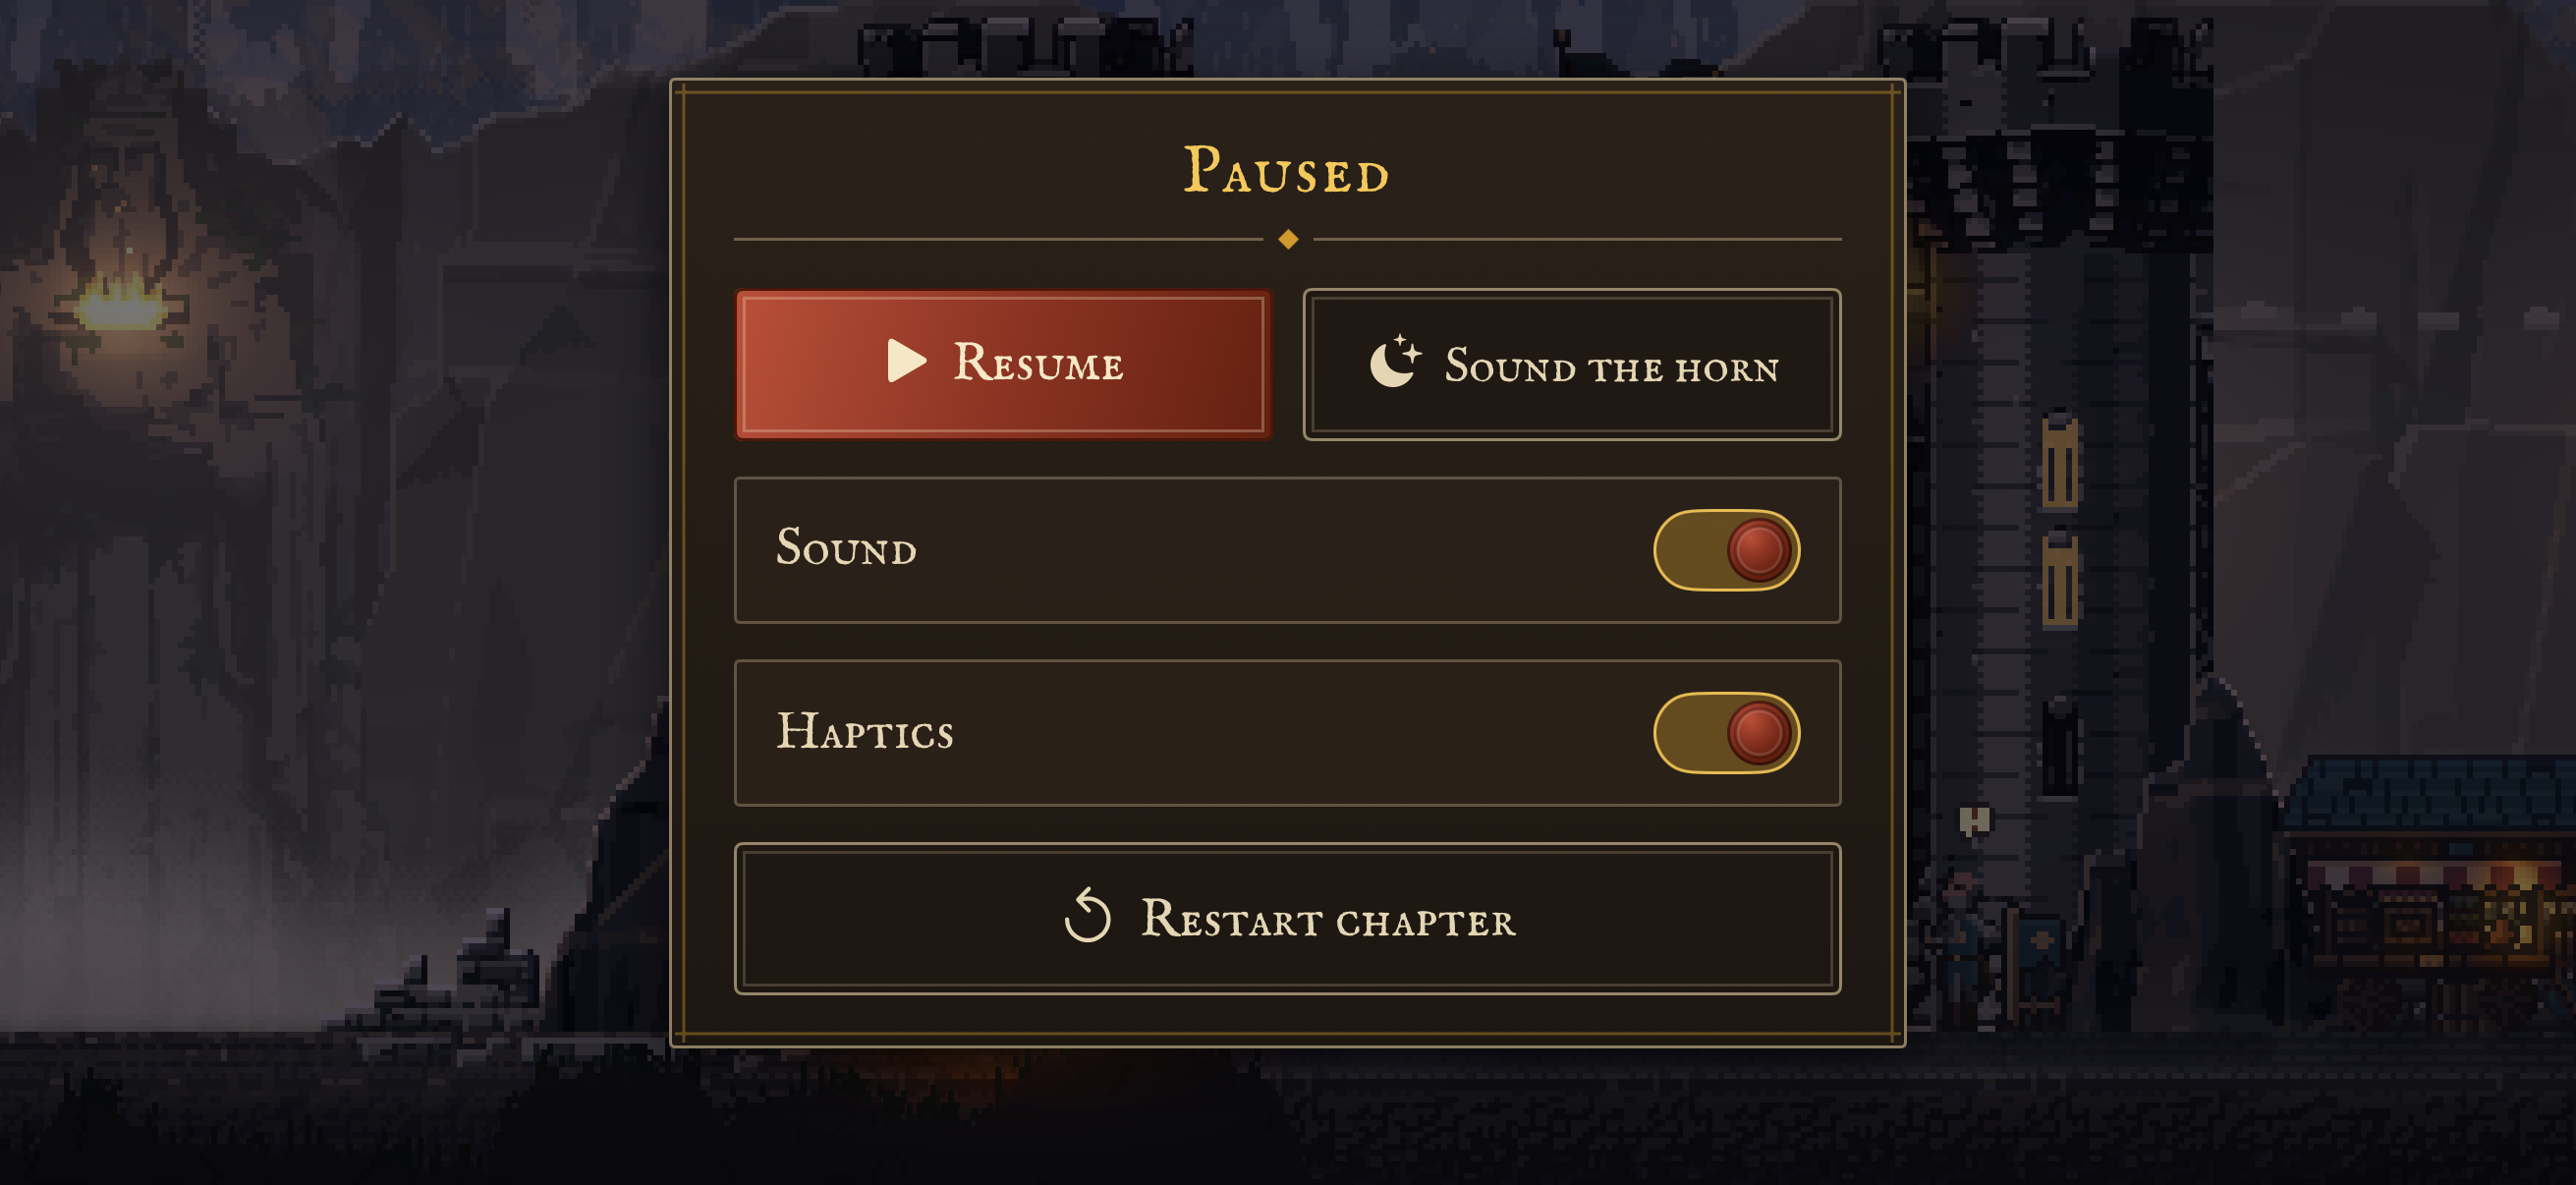 Paused
Resume
Sound the horn
Sound
Haptics
Restart chapter